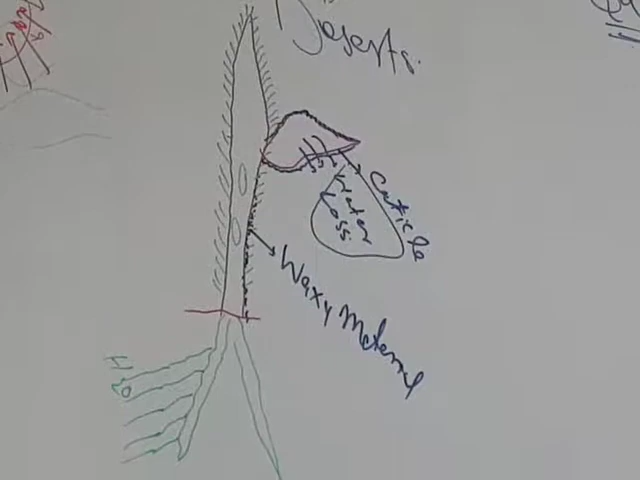 Deserts.
Cuticle
Water
Loss
Waxy Material
H₂O